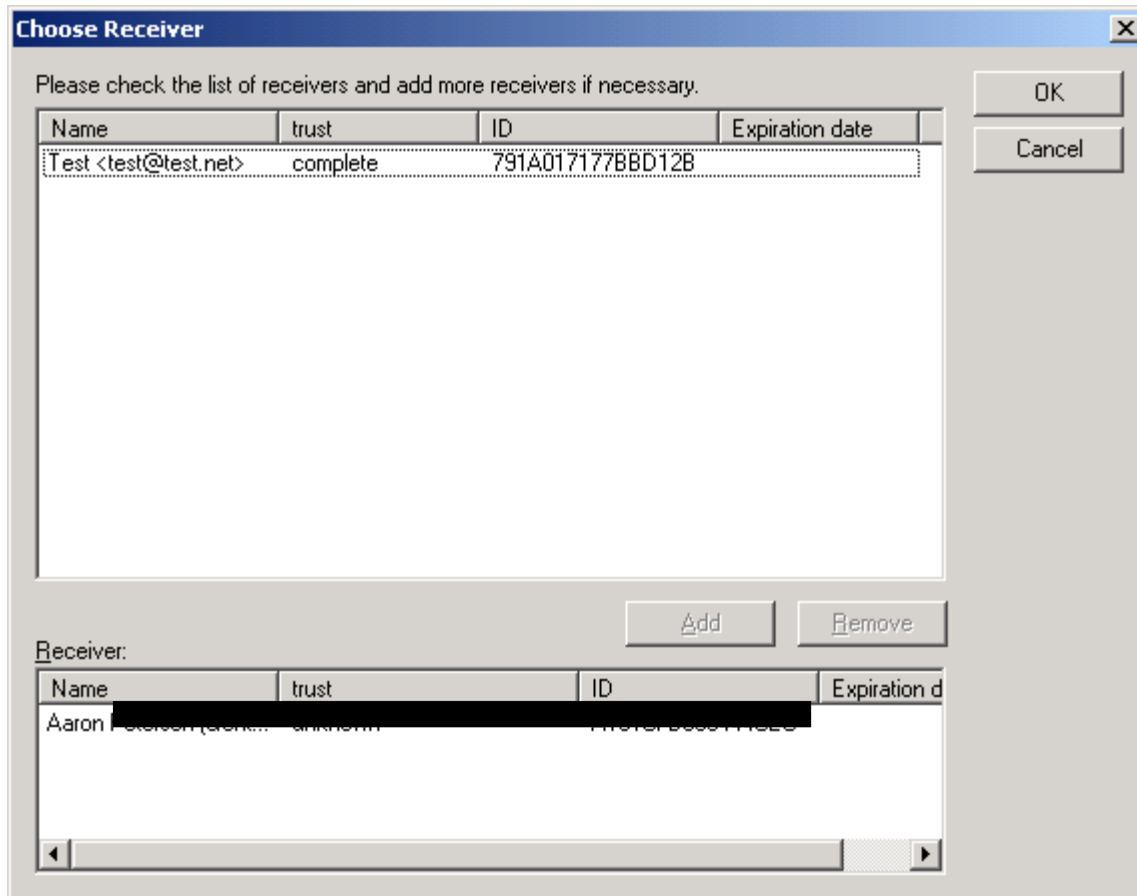 Choose Receiver
Please check the list of receivers and add more receivers if necessary.
OK
Cancel
Name trust ID Expiration date
Test <test@test.net> complete 791A017177BBD12B
Add Remove
Receiver:
Name trust ID Expiration d
Aaron